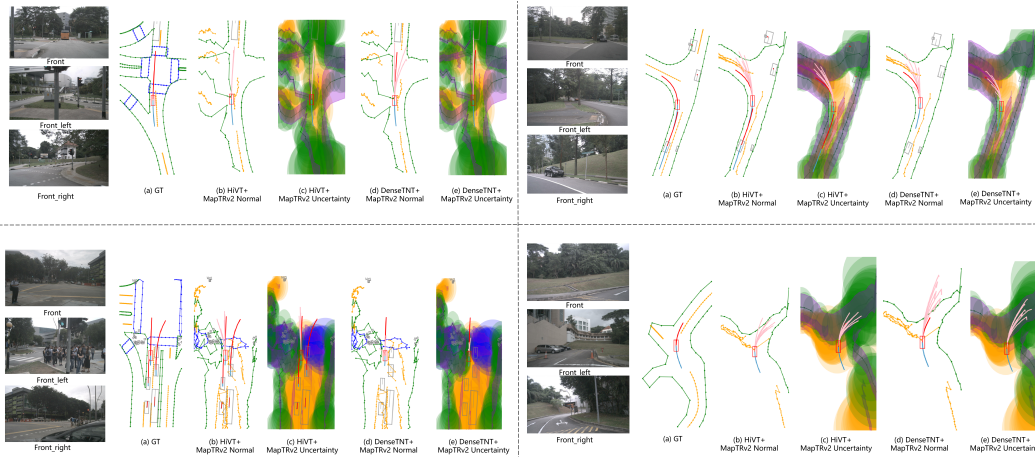 Front
Front_left
Front_right
(a) GT
(b) HiVT+
MapTRv2 Normal
(c) HiVT+
MapTRv2 Uncertainty
(d) DenseTNT+
MapTRv2 Normal
(e) DenseTNT+
MapTRv2 Uncertainty
Front
Front_left
Front_right
(a) GT
(b) HiVT+
MapTRv2 Normal
(c) HiVT+
MapTRv2 Uncertainty
(d) DenseTNT+
MapTRv2 Normal
(e) DenseTNT+
MapTRv2 Uncertainty
Front
Front_left
Front_right
(a) GT
(b) HiVT+
MapTRv2 Normal
(c) HiVT+
MapTRv2 Uncertainty
(d) DenseTNT+
MapTRv2 Normal
(e) DenseTNT+
MapTRv2 Uncertainty
Front
Front_left
Front_right
(a) GT
(b) HiVT+
MapTRv2 Normal
(c) HiVT+
MapTRv2 Uncertainty
(d) DenseTNT+
MapTRv2 Normal
(e) DenseTNT+
MapTRv2 Uncertainty